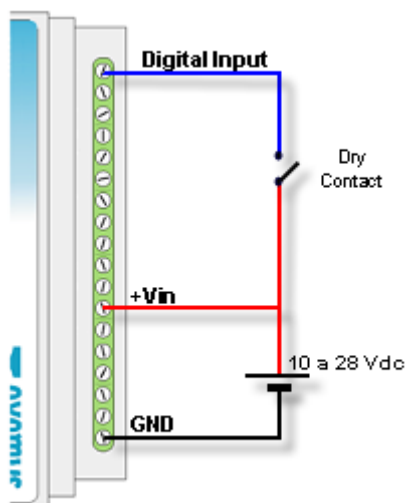 Digital Input
Dry
Contact
+Vin
10 a 28 Vdc
GND